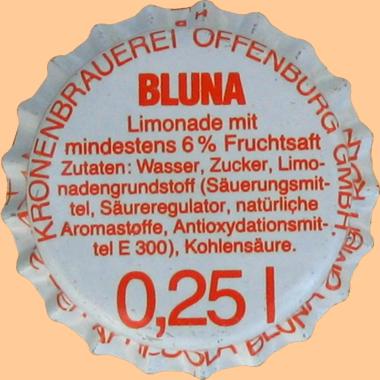 KRONENBRAUEREI OFFENBURG
BLUNA
Limonade mit
mindestens 6 % Fruchtsaft
Zutaten: Wasser, Zucker, Limo-
nadengrundstoff (Säuerungsmit-
tel, Säureregulator, natürliche
Aromastoffe, Antioxydationsmit-
tel E 300), Kohlensäure.
0,25 l
BLUNA